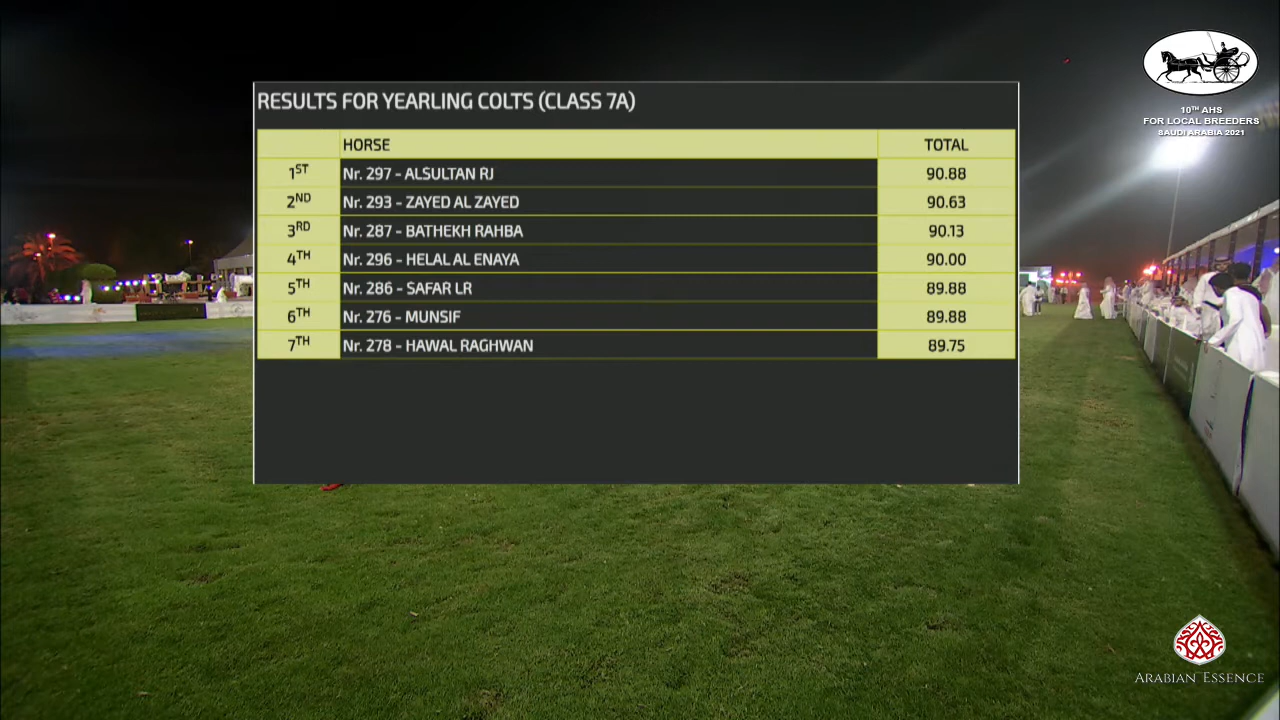 RESULTS FOR YEARLING COLTS (CLASS 7A)
HORSE TOTAL
1ST Nr. 297 - ALSULTAN RJ 90.88
2ND Nr. 293 - ZAYED AL ZAYED 90.63
3RD Nr. 287 - BATHEKH RAHBA 90.13
4TH Nr. 296 - HELAL AL ENAYA 90.00
5TH Nr. 286 - SAFAR LR 89.88
6TH Nr. 276 - MUNSIF 89.88
7TH Nr. 278 - HAWAL RAGHWAN 89.75
10TH AHS
FOR LOCAL BREEDERS
SAUDI ARABIA 2021
ARABIAN ESSENCE